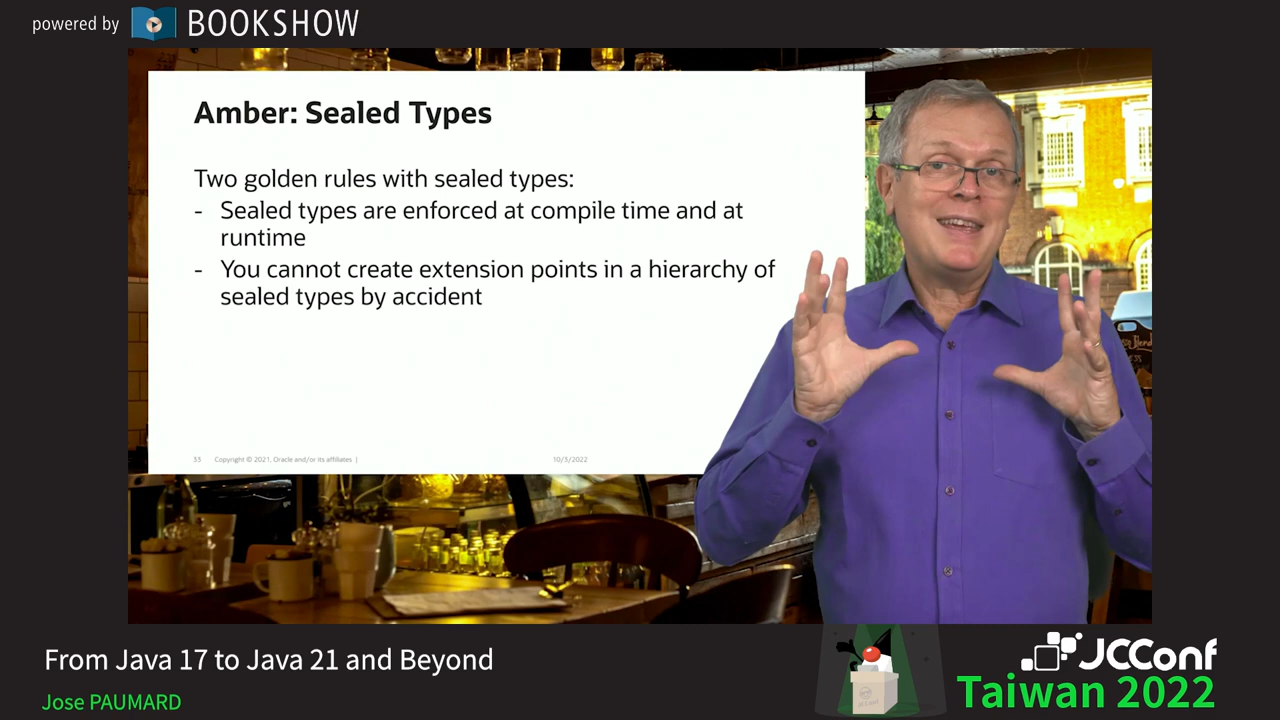 powered by BOOKSHOW
Amber: Sealed Types
Two golden rules with sealed types:
- Sealed types are enforced at compile time and at
runtime
- You cannot create extension points in a hierarchy of
sealed types by accident
33 Copyright © 2021, Oracle and/or its affiliates |
10/3/2022
From Java 17 to Java 21 and Beyond
Jose PAUMARD
JCConf
Taiwan 2022